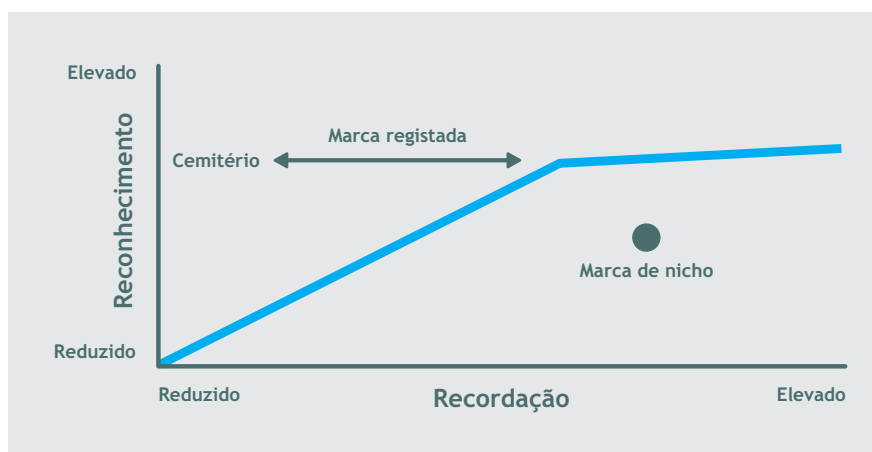 Elevado
Reconhecimento
Marca registada
Cemitério
Marca de nicho
Reduzido
Reduzido
Recordação
Elevado